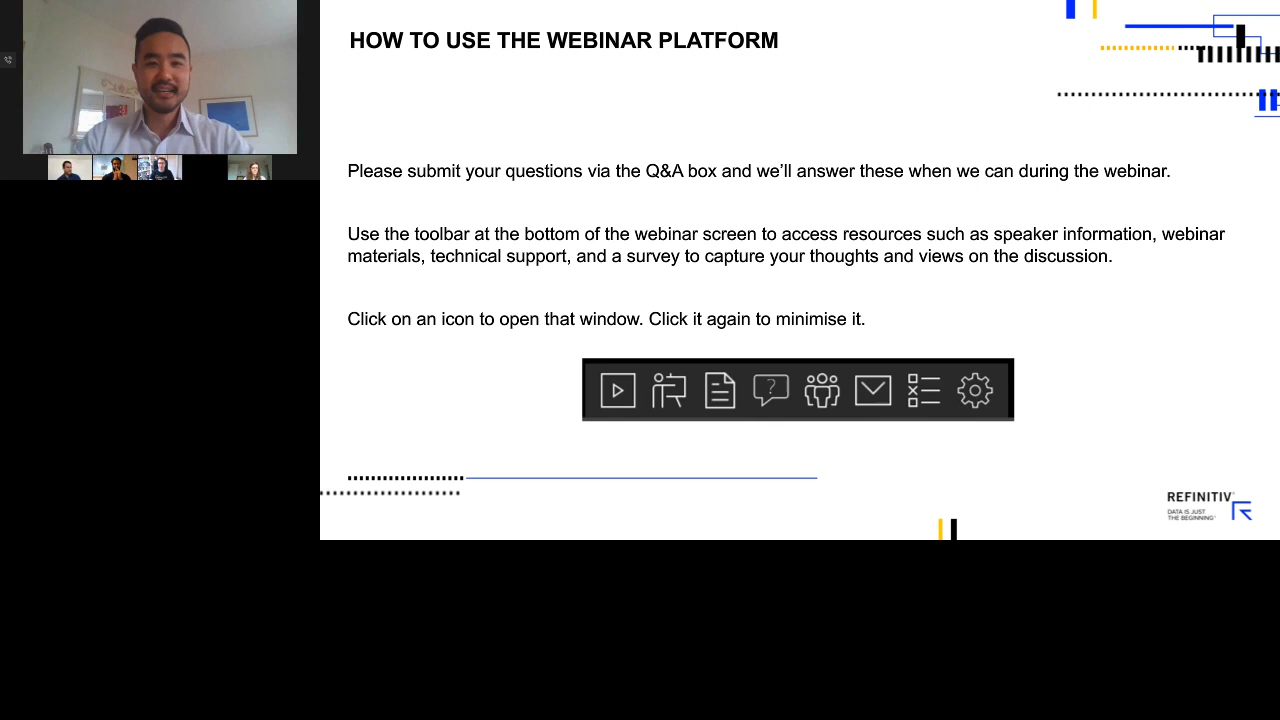 HOW TO USE THE WEBINAR PLATFORM
Please submit your questions via the Q&A box and we’ll answer these when we can during the webinar.
Use the toolbar at the bottom of the webinar screen to access resources such as speaker information, webinar
materials, technical support, and a survey to capture your thoughts and views on the discussion.
Click on an icon to open that window. Click it again to minimise it.
?
REFINITIV
DATA IS JUST
THE BEGINNING